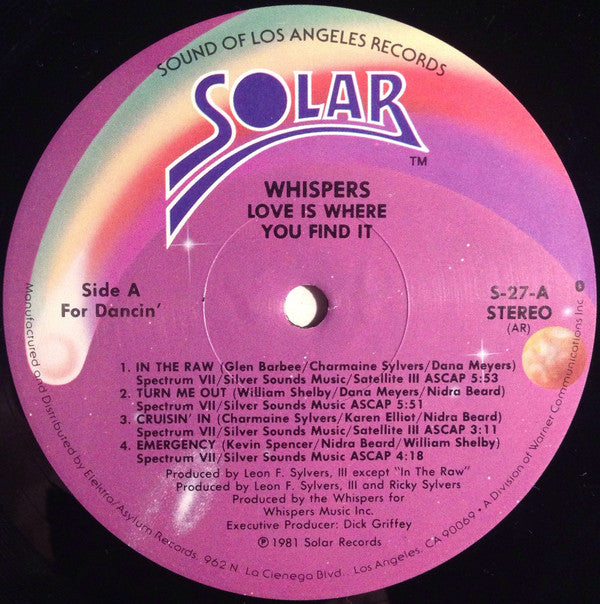 SOUND OF LOS ANGELES RECORDS
SOLAR
TM
WHISPERS
LOVE IS WHERE
YOU FIND IT
Side A
For Dancin'
S-27-A
STEREO
(AR)
1. IN THE RAW (Glen Barbee/Charmaine Sylvers/Dana Meyers)
Spectrum VII/Silver Sounds Music/Satellite III ASCAP 5:53
2. TURN ME OUT (William Shelby/Dana Meyers/Nidra Beard)
Spectrum VII/Silver Sounds Music ASCAP 5:51
3. CRUISIN' IN (Charmaine Sylvers/Karen Elliot/Nidra Beard)
Spectrum VII/Silver Sounds Music/Satellite III ASCAP 3:11
4. EMERGENCY (Kevin Spencer/Nidra Beard/William Shelby)
Spectrum VII/Silver Sounds Music ASCAP 4:18
Produced by Leon F. Sylvers, III except "In The Raw"
Produced by Leon F. Sylvers, III and Ricky Sylvers
Produced by the Whispers for
Whispers Music Inc.
Executive Producer: Dick Griffey
℗ 1981 Solar Records
Manufactured and Distributed by Elektra/Asylum Records. 962 N. La Cienega Blvd., Los Angeles, CA 90069 • A Division of Warner Communications Inc.